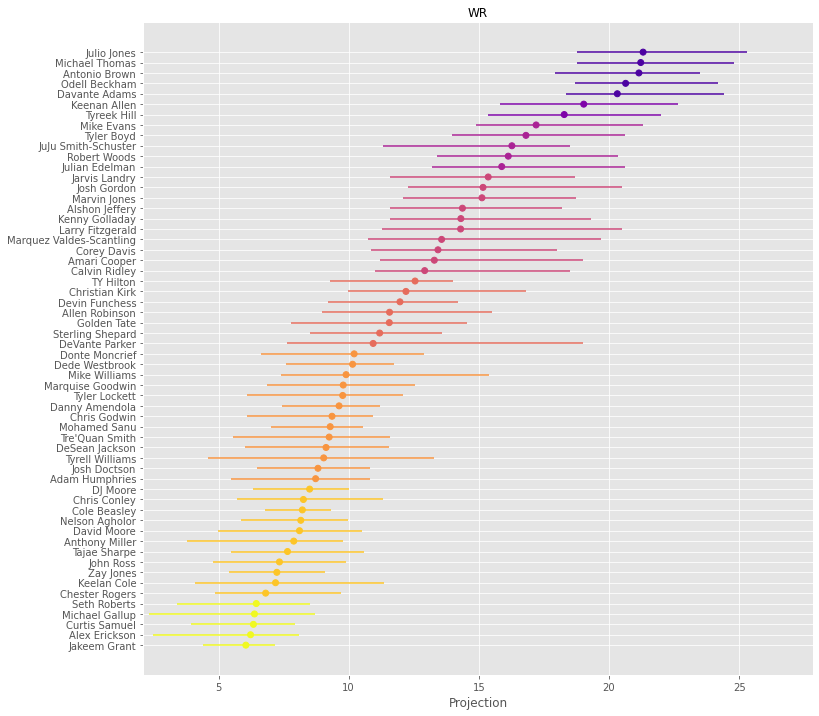 WR
Julio Jones
Michael Thomas
Antonio Brown
Odell Beckham
Davante Adams
Keenan Allen
Tyreek Hill
Mike Evans
Tyler Boyd
JuJu Smith-Schuster
Robert Woods
Julian Edelman
Jarvis Landry
Josh Gordon
Marvin Jones
Alshon Jeffery
Kenny Golladay
Larry Fitzgerald
Marquez Valdes-Scantling
Corey Davis
Amari Cooper
Calvin Ridley
TY Hilton
Christian Kirk
Devin Funchess
Allen Robinson
Golden Tate
Sterling Shepard
DeVante Parker
Donte Moncrief
Dede Westbrook
Mike Williams
Marquise Goodwin
Tyler Lockett
Danny Amendola
Chris Godwin
Mohamed Sanu
Tre'Quan Smith
DeSean Jackson
Tyrell Williams
Josh Doctson
Adam Humphries
DJ Moore
Chris Conley
Cole Beasley
Nelson Agholor
David Moore
Anthony Miller
Tajae Sharpe
John Ross
Zay Jones
Keelan Cole
Chester Rogers
Seth Roberts
Michael Gallup
Curtis Samuel
Alex Erickson
Jakeem Grant
5 10 15 20 25
Projection